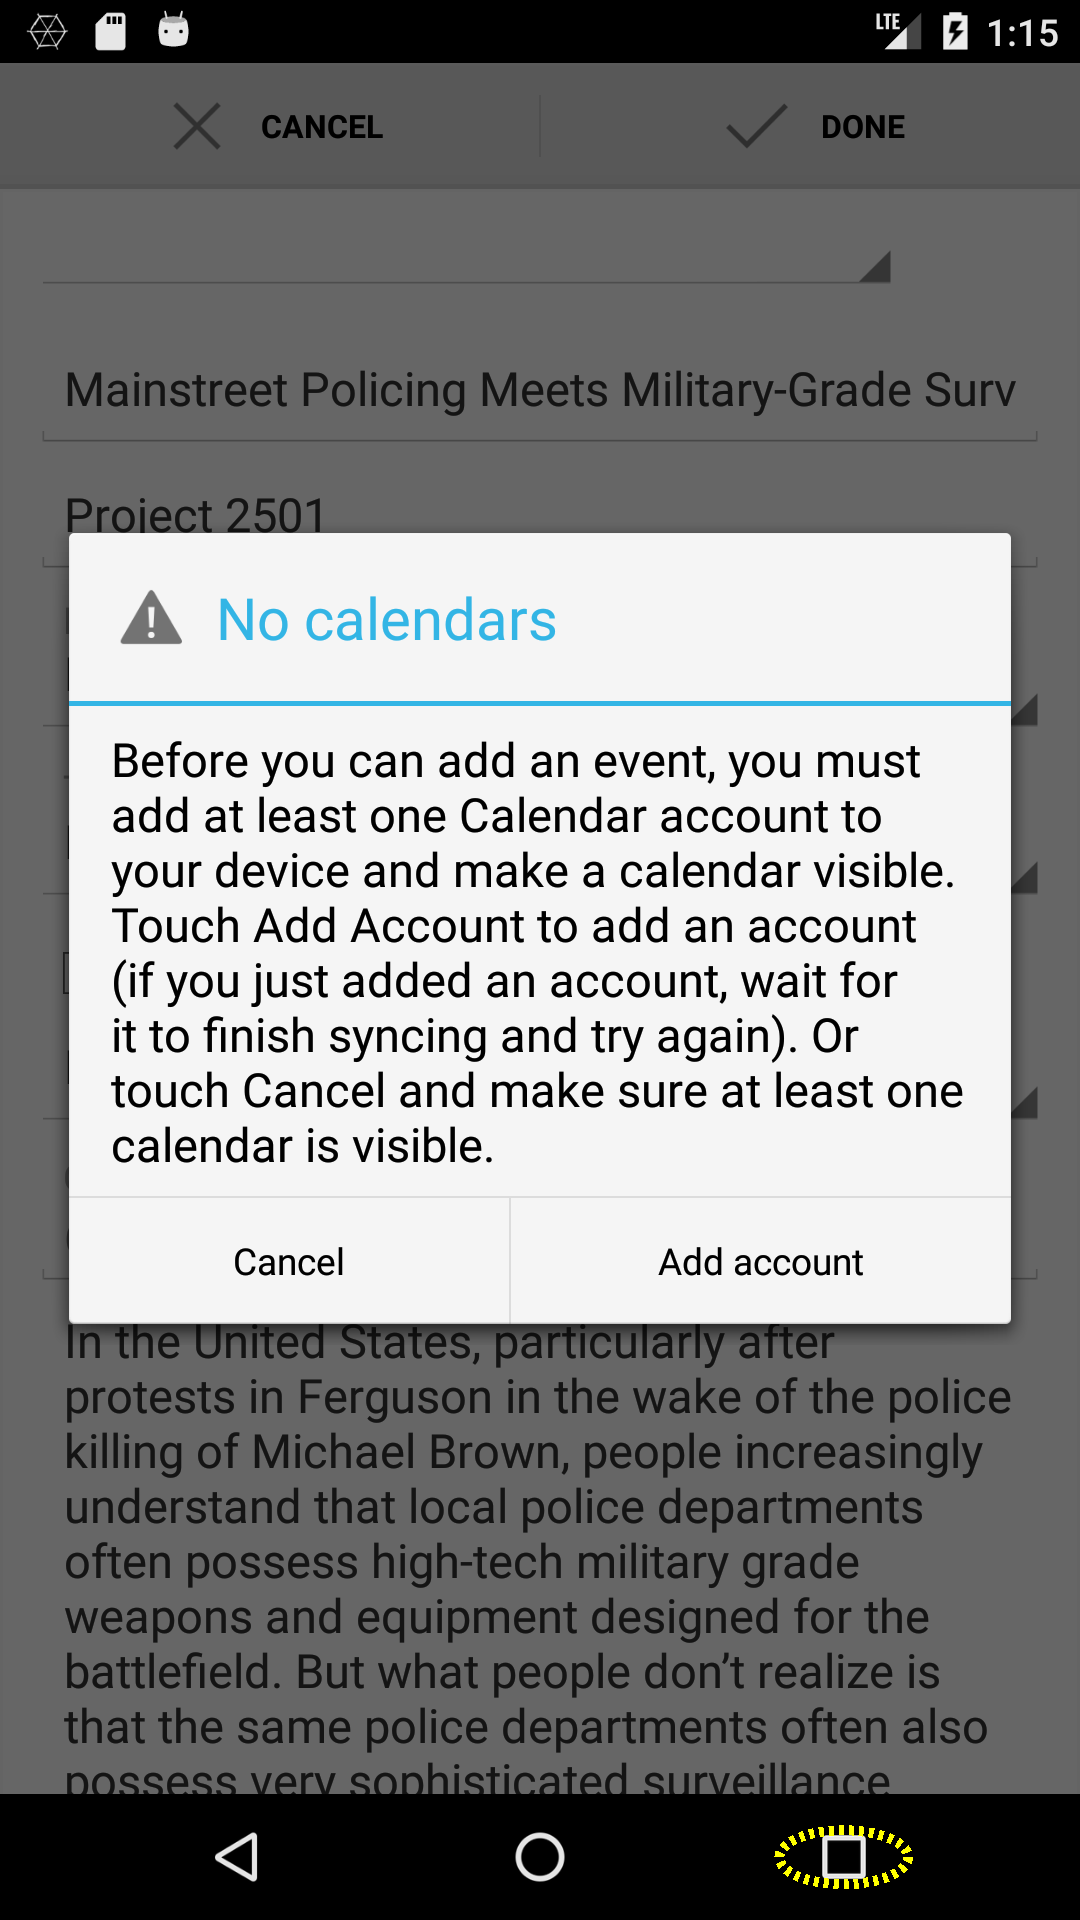 LTE 1:15
CANCEL DONE
Mainstreet Policing Meets Military-Grade Surv
Project 2501
No calendars
Before you can add an event, you must
add at least one Calendar account to
your device and make a calendar visible.
Touch Add Account to add an account
(if you just added an account, wait for
it to finish syncing and try again). Or
touch Cancel and make sure at least one
calendar is visible.
Cancel Add account
In the United States, particularly after
protests in Ferguson in the wake of the police
killing of Michael Brown, people increasingly
understand that local police departments
often possess high-tech military grade
weapons and equipment designed for the
battlefield. But what people don’t realize is
that the same police departments often also
possess very sophisticated surveillance